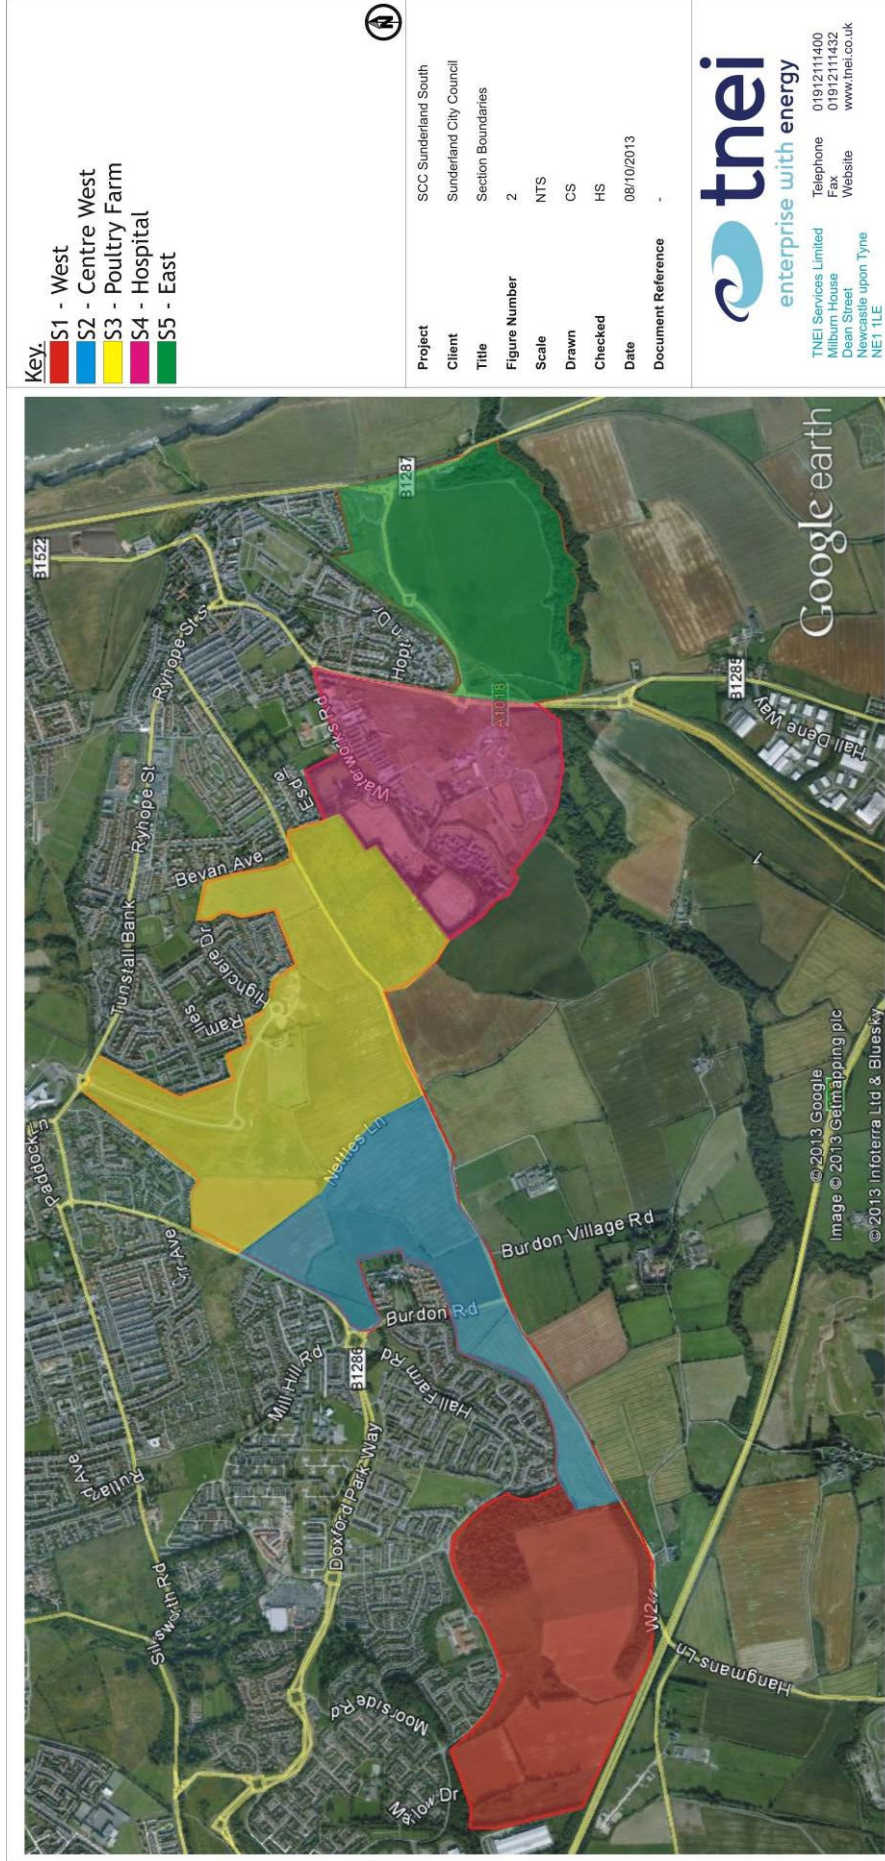 Key.
S1 - West
S2 - Centre West
S3 - Poultry Farm
S4 - Hospital
S5 - East
N
Project SCC Sunderland South
Client Sunderland City Council
Title Section Boundaries
Figure Number 2
Scale NTS
Drawn CS
Checked HS
Date 08/10/2013
Document Reference -
tnei
enterprise with energy
TNEI Services Limited
Milburn House
Dean Street
Newcastle upon Tyne
NE1 1LE
Telephone 01912111400
Fax 01912111432
Website www.tnei.co.uk
B1522
Paddock Ln
Tunstall Bank
Ryhope St
Ryhope St S
Bevan Ave
Highclere Dr
Esdle
Waterworks Rd
B1287
A1018
Silksworth Rd
Mill Hill Rd
B1286
Doxford Park Way
Hall Farm Rd
Burdon Rd
Nettles Ln
Moorside Rd
Burdon Village Rd
B1285
Hall Dene Way
Hangmans Ln
Google earth
© 2013 Google
Image © 2013 Getmapping plc
© 2013 Infoterra Ltd & Bluesky